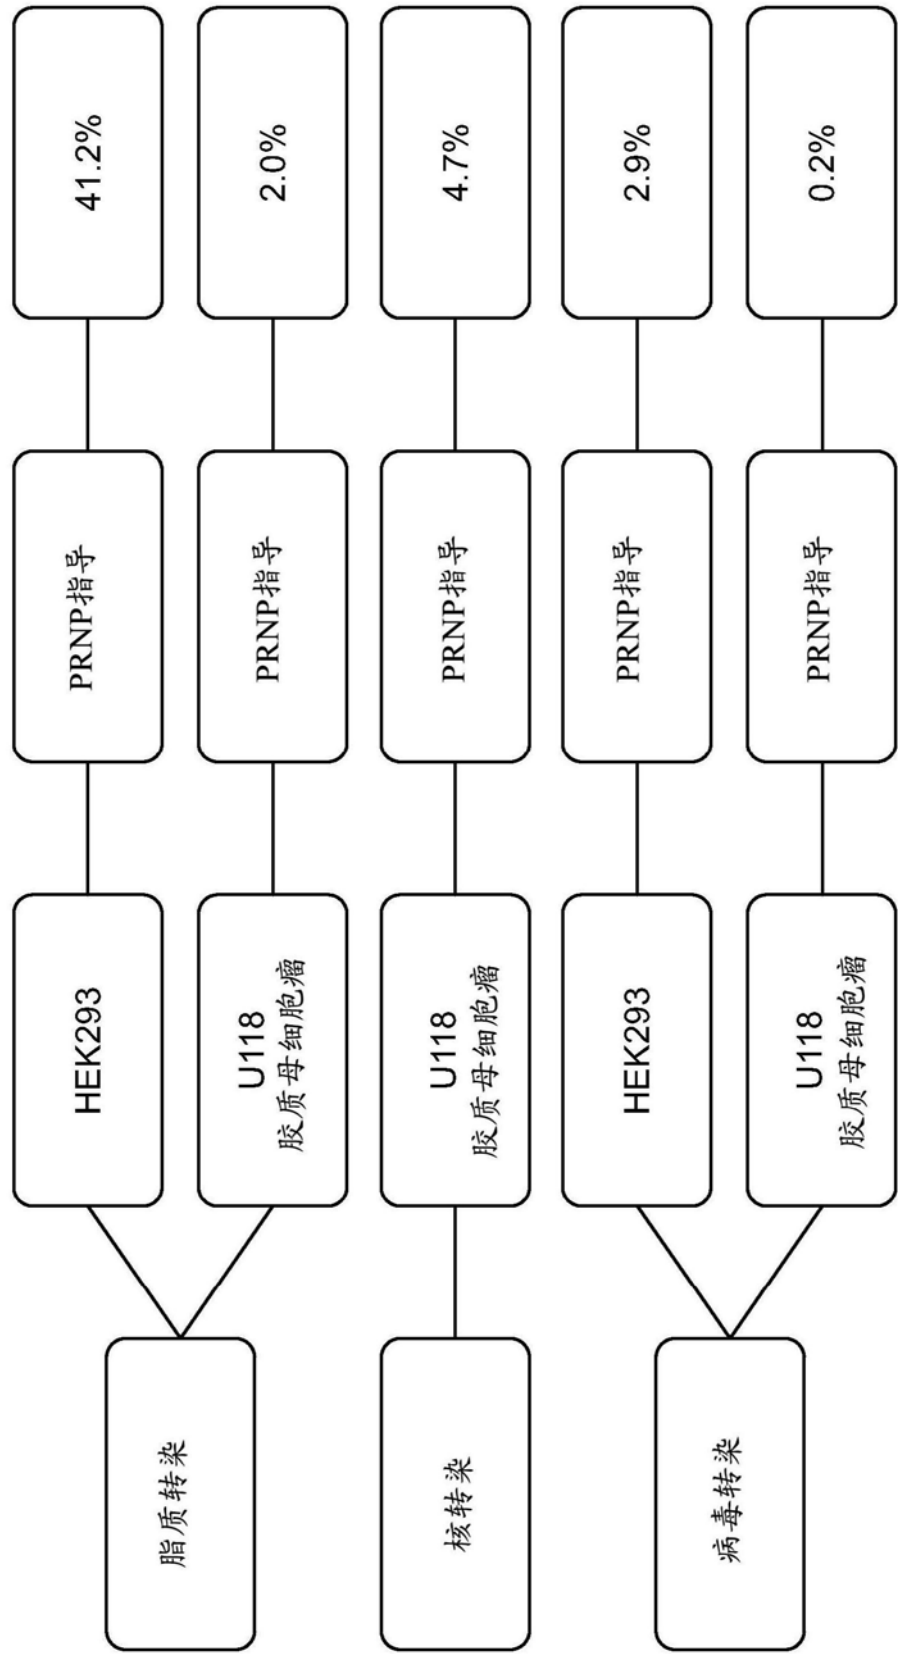 脂质转染
HEK293
PRNP指导
41.2%
U118
胶质母细胞瘤
PRNP指导
2.0%
核转染
U118
胶质母细胞瘤
PRNP指导
4.7%
病毒转染
HEK293
PRNP指导
2.9%
U118
胶质母细胞瘤
PRNP指导
0.2%